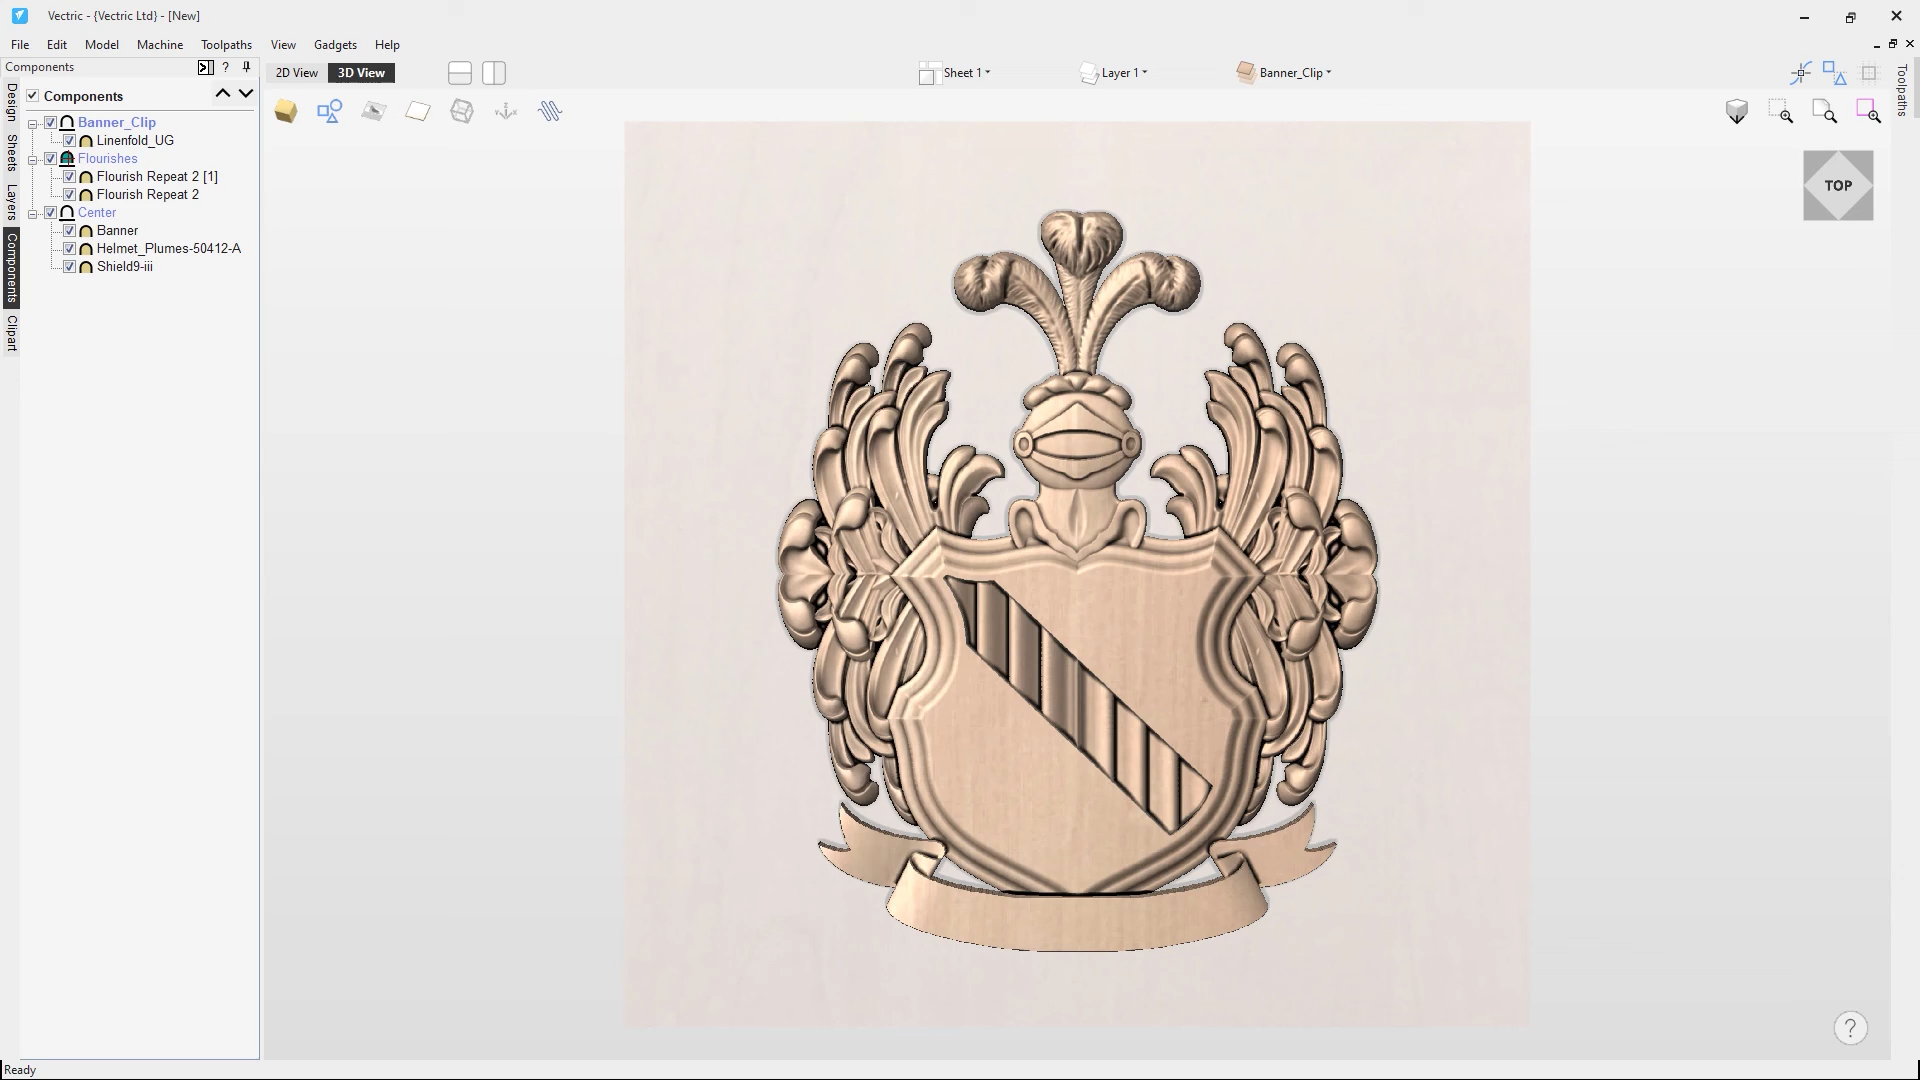 Vectric - {Vectric Ltd} - [New]
File Edit Model Machine Toolpaths View Gadgets Help
Components ?
2D View 3D View Sheet 1 Layer 1 Banner_Clip
Components
Banner_Clip
Linenfold_UG
Flourishes
Flourish Repeat 2 [1]
Flourish Repeat 2
Center
Banner
Helmet_Plumes-50412-A
Shield9-iii
Design
Sheets
Layers
Components
Clipart
Toolpaths
TOP
?
Ready